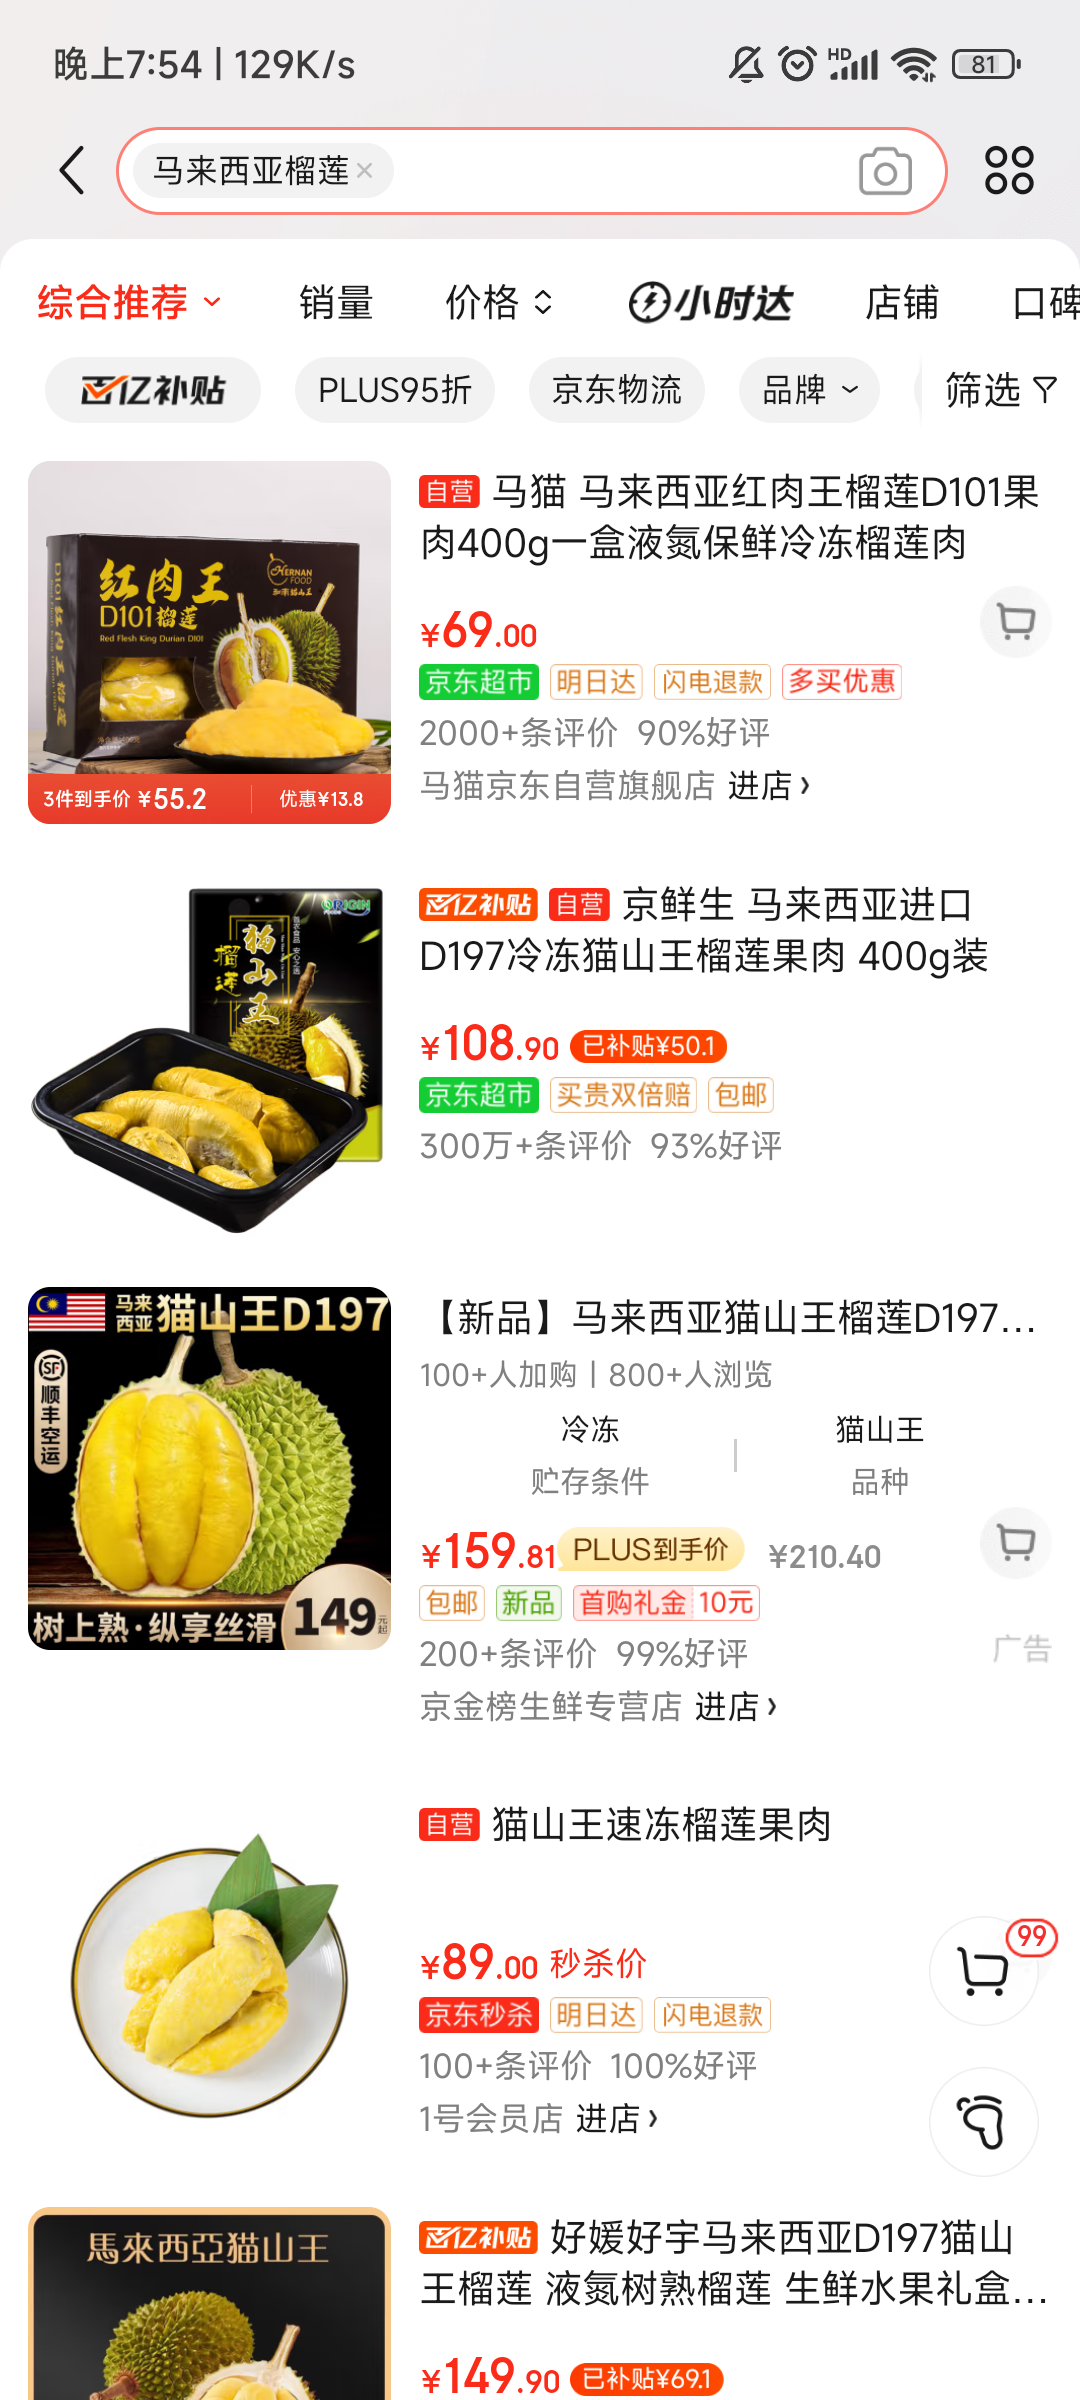 晚上7:54 | 129K/s
HD
81
马来西亚榴莲
综合推荐 销量 价格 小时达 店铺 口碑
百亿补贴 PLUS95折 京东物流 品牌 筛选
自营 马猫 马来西亚红肉王榴莲D101果
肉400g一盒液氮保鲜冷冻榴莲肉
¥69.00
京东超市 明日达 闪电退款 多买优惠
2000+条评价 90%好评
马猫京东自营旗舰店 进店
红肉王
D101榴莲
Red Flesh King Durian D101
HERNAN
FOOD
D101红肉王榴莲
3件到手价 ¥55.2 优惠¥13.8
百亿补贴 自营 京鲜生 马来西亚进口
D197冷冻猫山王榴莲果肉 400g装
¥108.90 已补贴¥50.1
京东超市 买贵双倍赔 包邮
300万+条评价 93%好评
ORIGIN
猫山王
榴莲
【新品】马来西亚猫山王榴莲D197...
100+人加购 | 800+人浏览
冷冻 猫山王
贮存条件 品种
¥159.81 PLUS到手价 ¥210.40
包邮 新品 首购礼金 10元
200+条评价 99%好评
广告
京金榜生鲜专营店 进店
马来
西亚 猫山王D197
SF
顺丰空运
树上熟·纵享丝滑 149元起
自营 猫山王速冻榴莲果肉
¥89.00 秒杀价
京东秒杀 明日达 闪电退款
100+条评价 100%好评
1号会员店 进店
99
百亿补贴 好媛好宇马来西亚D197猫山
王榴莲 液氮树熟榴莲 生鲜水果礼盒...
¥149.90 已补贴¥69.1
馬來西亞猫山王